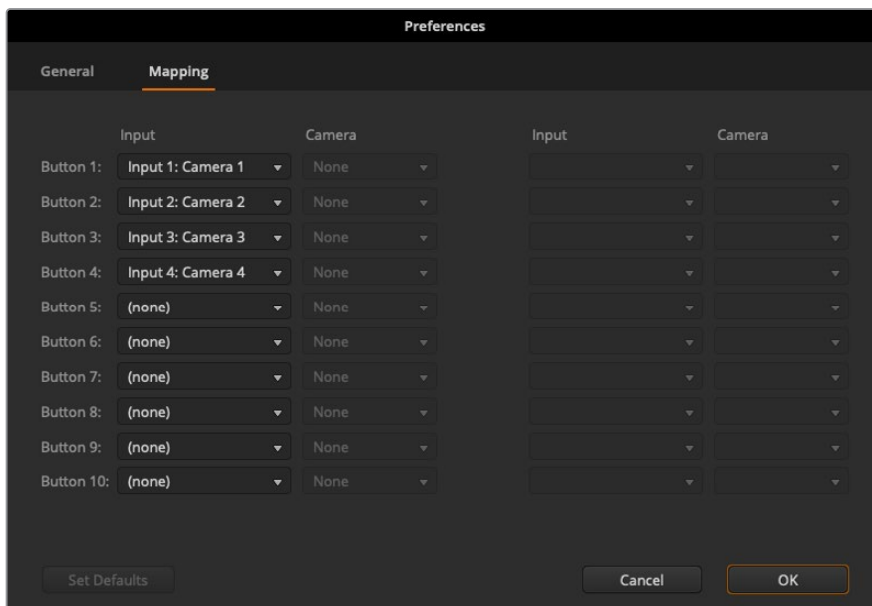 Preferences
General Mapping
Input Camera Input Camera
Button 1: Input 1: Camera 1 None
Button 2: Input 2: Camera 2 None
Button 3: Input 3: Camera 3 None
Button 4: Input 4: Camera 4 None
Button 5: (none) None
Button 6: (none) None
Button 7: (none) None
Button 8: (none) None
Button 9: (none) None
Button 10: (none) None
Set Defaults Cancel OK